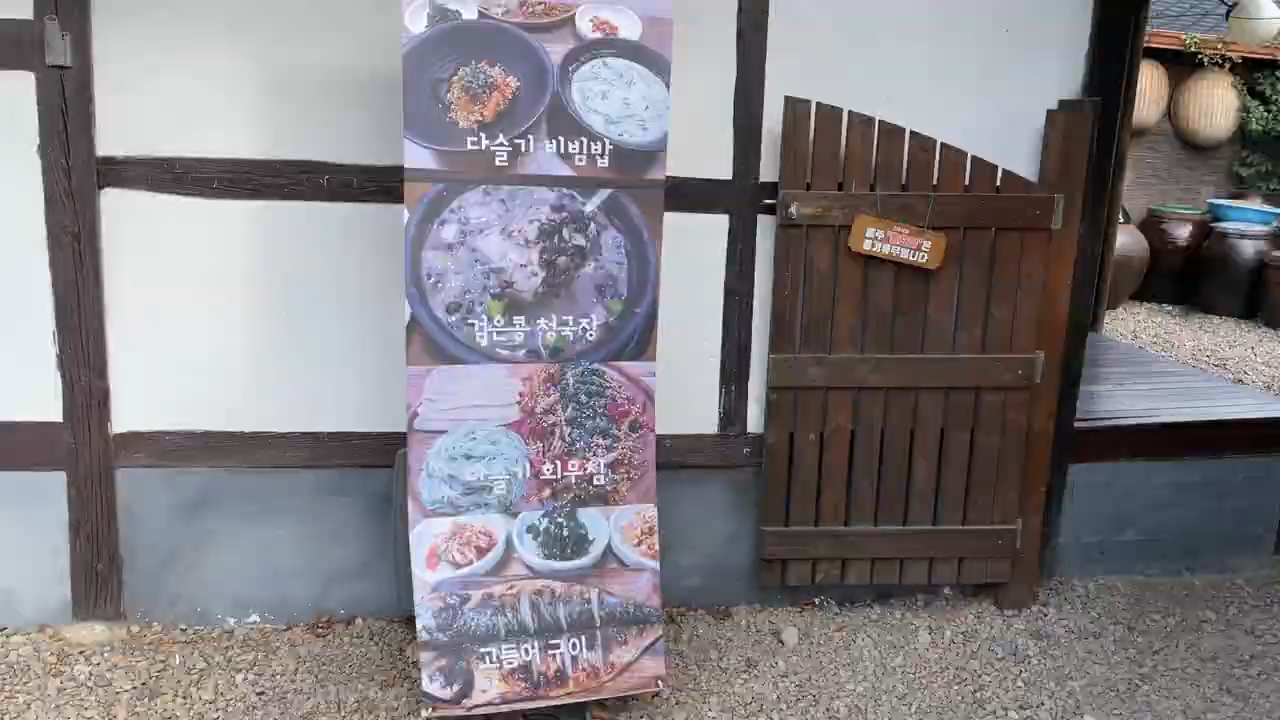 다슬기 비빔밥
검은콩 청국장
다슬기 회무침
고등어 구이